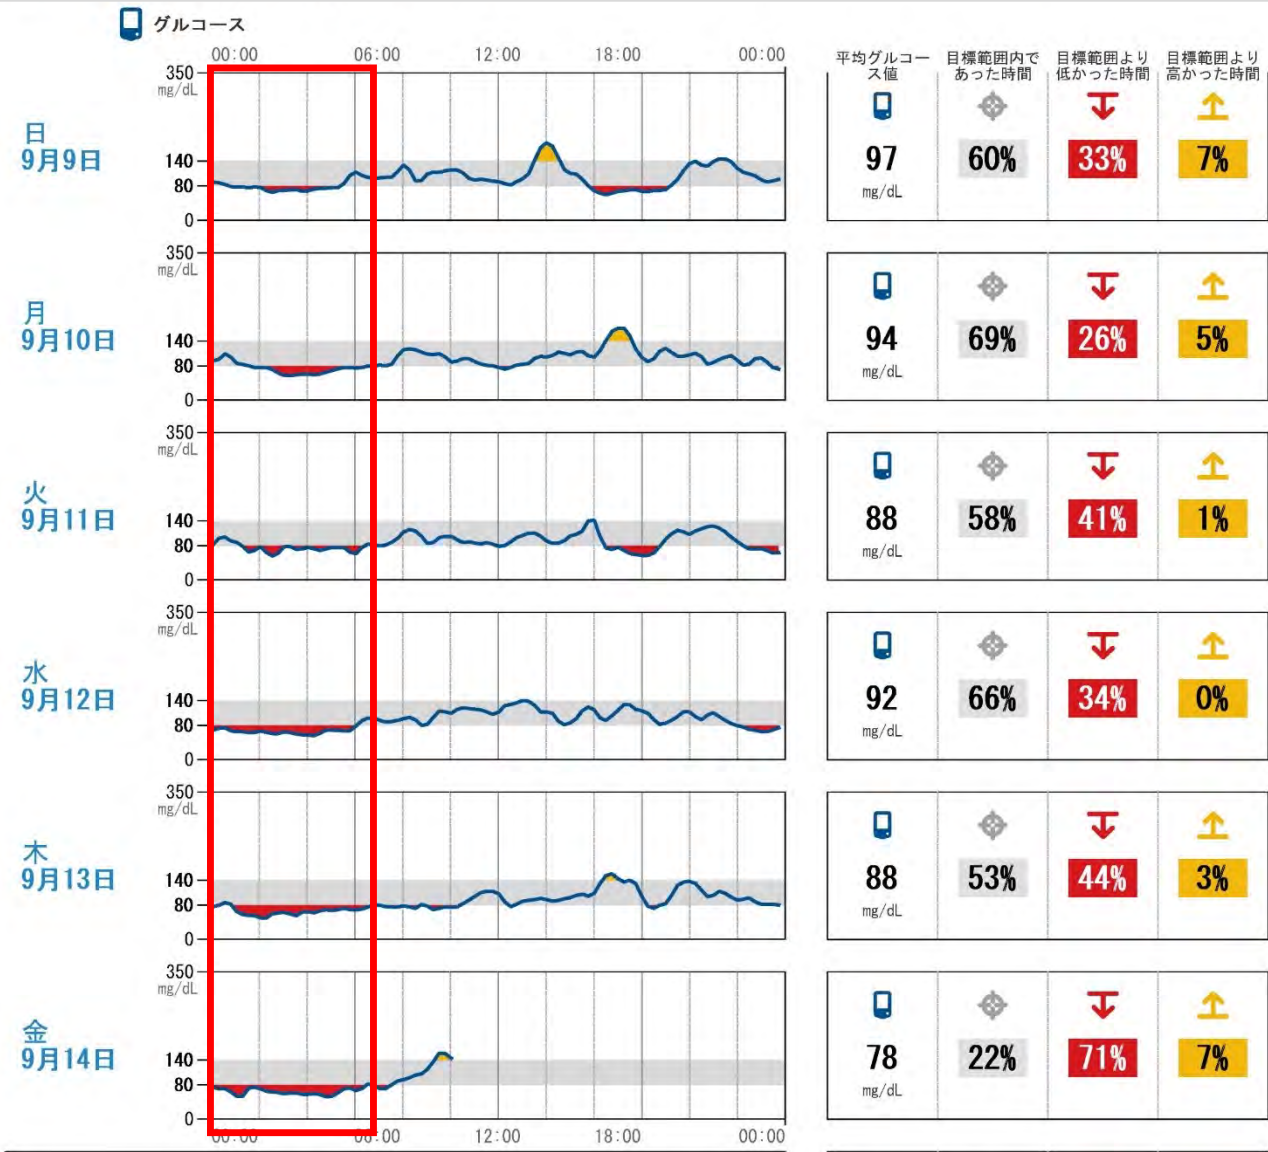 グルコース
00:00 06:00 12:00 18:00 00:00
平均グルコー
ス値
目標範囲内で
あった時間
目標範囲より
低かった時間
目標範囲より
高かった時間
日
9月9日
350
mg/dL
140
80
0
97
mg/dL
60%
33%
7%
月
9月10日
350
mg/dL
140
80
0
94
mg/dL
69%
26%
5%
火
9月11日
350
mg/dL
140
80
0
88
mg/dL
58%
41%
1%
水
9月12日
350
mg/dL
140
80
0
92
mg/dL
66%
34%
0%
木
9月13日
350
mg/dL
140
80
0
88
mg/dL
53%
44%
3%
金
9月14日
350
mg/dL
140
80
0
78
mg/dL
22%
71%
7%
00:00 06:00 12:00 18:00 00:00